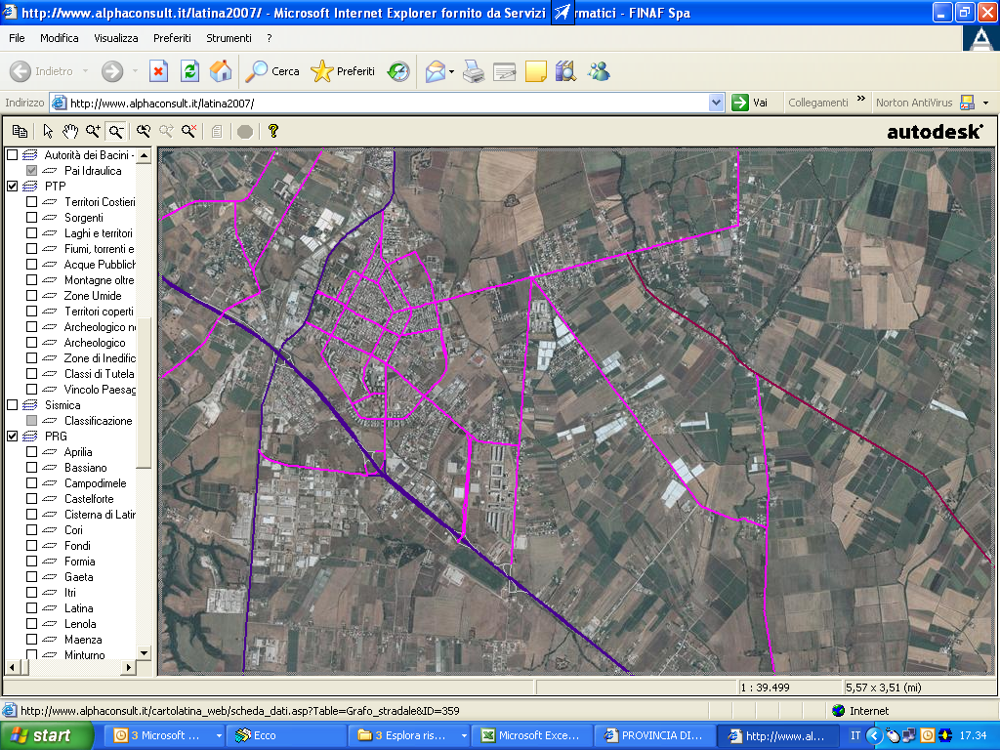 http://www.alphaconsult.it/latina2007/ - Microsoft Internet Explorer fornito da Servizi rmatici - FINAF Spa
File Modifica Visualizza Preferiti Strumenti ?
Indietro Cerca Preferiti
Indirizzo http://www.alphaconsult.it/latina2007/ Vai Collegamenti » Norton AntiVirus
autodesk
Autorità dei Bacini -
Pai Idraulica
PTP
Territori Costieri
Sorgenti
Laghi e territori
Fiumi, torrenti e
Acque Pubblich
Montagne oltre
Zone Umide
Territori coperti
Archeologico no
Archeologico
Zone di Inedific
Classi di Tutela
Vincolo Paesag
Sismica
Classificazione
PRG
Aprilia
Bassiano
Campodimele
Castelforte
Cisterna di Latin
Cori
Fondi
Formia
Gaeta
Itri
Latina
Lenola
Maenza
Minturno
1 : 39.499 5,57 x 3,51 (mi)
http://www.alphaconsult.it/cartolatina_web/scheda_dati.asp?Table=Grafo_stradale&ID=359 Internet
start 3 Microsoft ... Ecco 3 Esplora ris... Microsoft Exce... PROVINCIA DI... http://www.al... IT 17.34